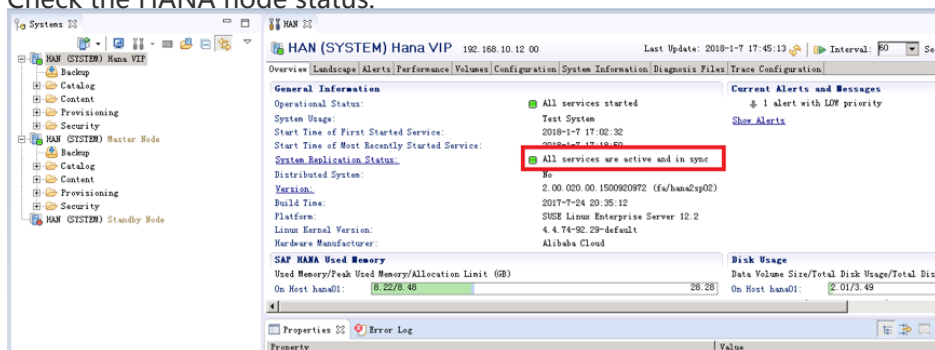 Check the HANA node status.
Systems
HAN (SYSTEM) Hana VIP
Backup
Catalog
Content
Provisioning
Security
HAN (SYSTEM) Master Node
Backup
Catalog
Content
Provisioning
Security
HAN (SYSTEM) Standby Node
HAN
HAN (SYSTEM) Hana VIP 192.168.10.12 00 Last Update: 2018-1-7 17:45:13 Interval: 60 Se
Overview Landscape Alerts Performance Volumes Configuration System Information Diagnosis Files Trace Configuration
General Information
Operational Status: All services started
System Usage: Test System
Start Time of First Started Service: 2018-1-7 17:02:32
Start Time of Most Recently Started Service: 2018-1-7 17:18:50
System Replication Status: All services are active and in sync
Distributed System: No
Version: 2.00.020.00.1500920972 (fa/hana2sp02)
Build Time: 2017-7-24 20:35:12
Platform: SUSE Linux Enterprise Server 12.2
Linux Kernel Version: 4.4.74-92.29-default
Hardware Manufacturer: Alibaba Cloud
Current Alerts and Messages
1 alert with LOW priority
Show Alerts
SAP HANA Used Memory
Used Memory/Peak Used Memory/Allocation Limit (GB)
On Host hana01: 8.22/8.48 28.28
Disk Usage
Data Volume Size/Total Disk Usage/Total Dis
On Host hana01: 2.01/3.49
Properties Error Log
Property Value